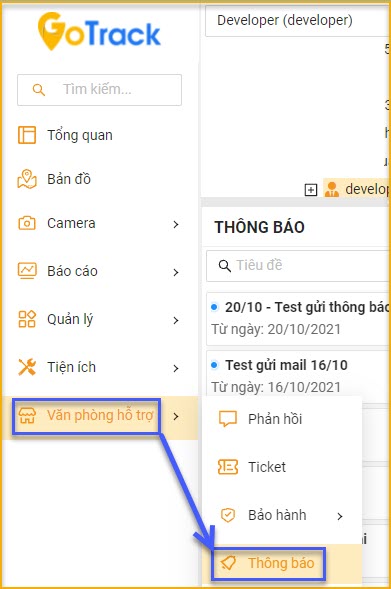 GoTrack
Tìm kiếm...
Tổng quan
Bản đồ
Camera
Báo cáo
Quản lý
Tiện ích
Văn phòng hỗ trợ
Developer (developer)
develop
THÔNG BÁO
Tiêu đề
20/10 - Test gửi thông báo
Từ ngày: 20/10/2021
Test gửi mail 16/10
Từ ngày: 16/10/2021
Phản hồi
Ticket
Bảo hành
Thông báo